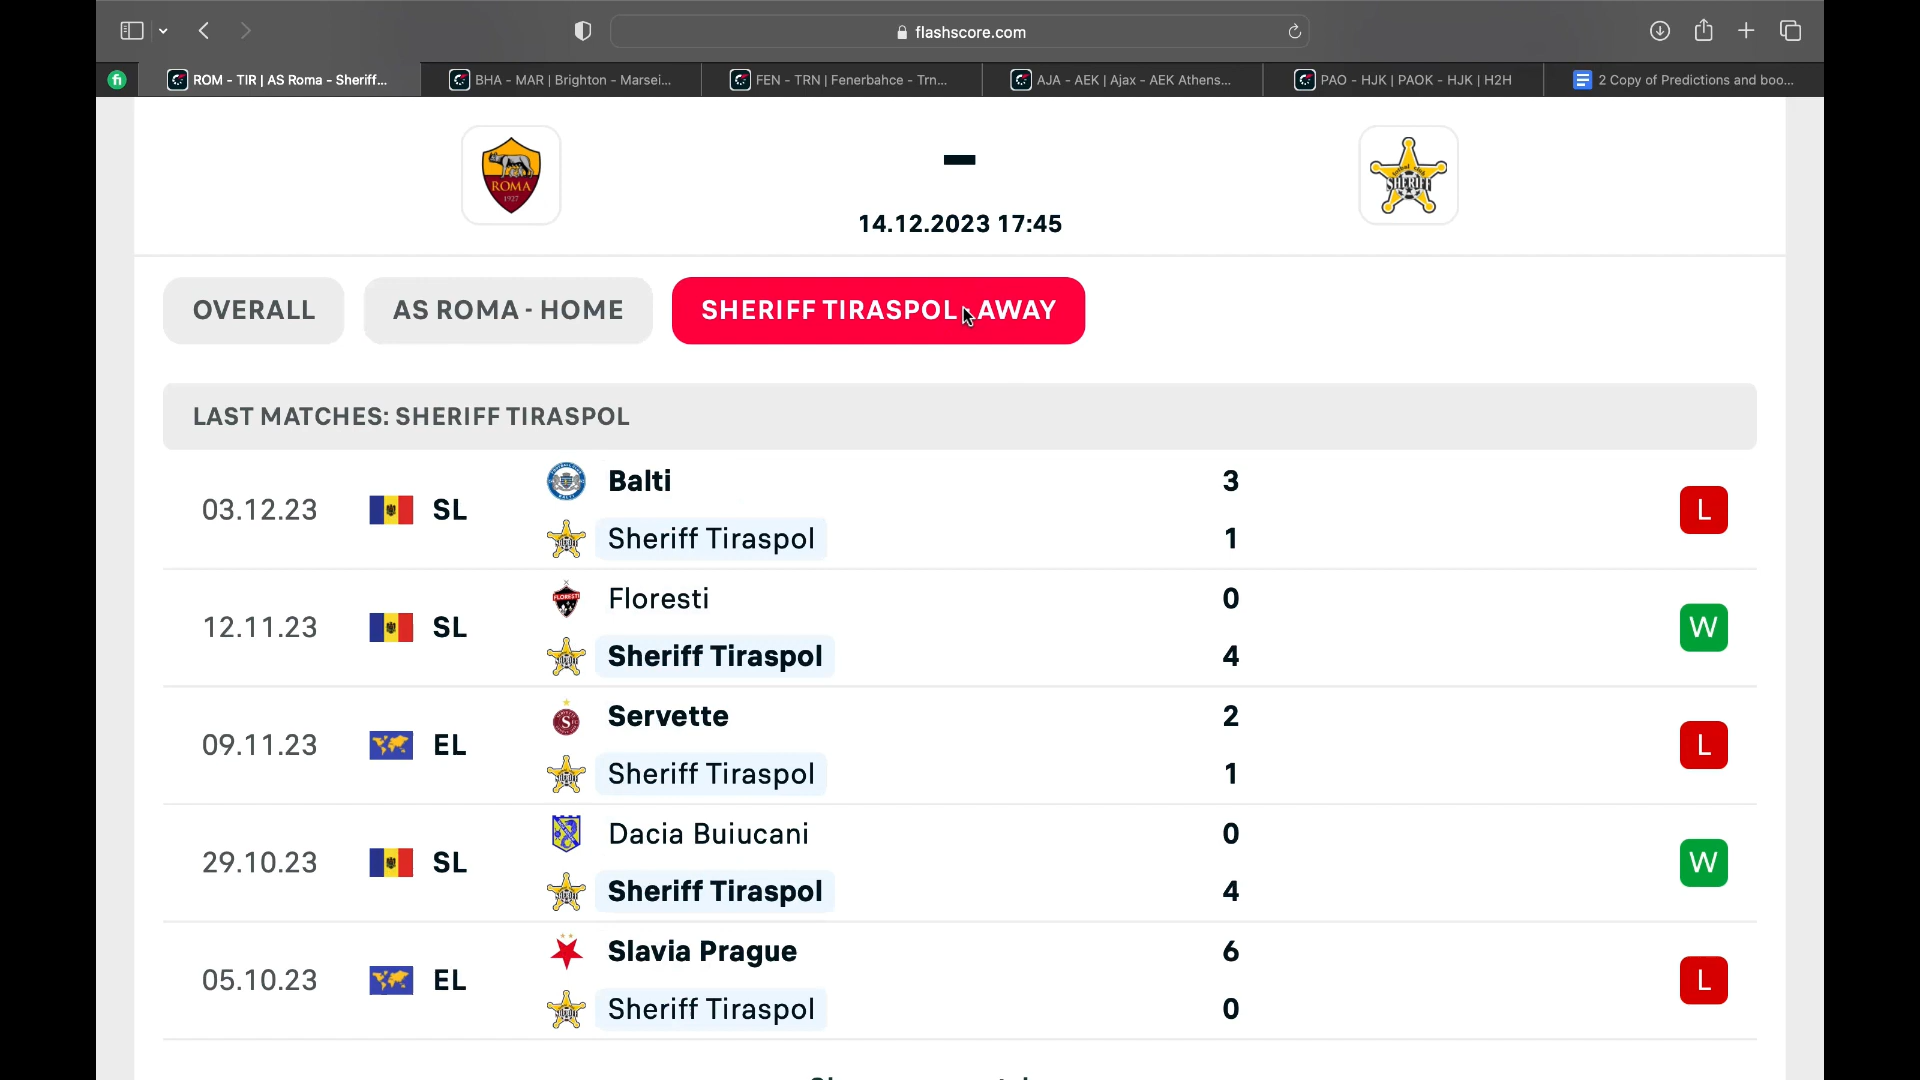 flashscore.com
ROM - TIR | AS Roma - Sheriff...
BHA - MAR | Brighton - Marsei...
FEN - TRN | Fenerbahce - Trn...
AJA - AEK | Ajax - AEK Athens...
PAO - HJK | PAOK - HJK | H2H
2 Copy of Predictions and boo...
ROMA
1927
SHERIFF
14.12.2023 17:45
OVERALL
AS ROMA - HOME
SHERIFF TIRASPOL AWAY
LAST MATCHES: SHERIFF TIRASPOL
03.12.23 SL Balti 3 L
Sheriff Tiraspol 1
12.11.23 SL Floresti 0 W
Sheriff Tiraspol 4
09.11.23 EL Servette 2 L
Sheriff Tiraspol 1
29.10.23 SL Dacia Buiucani 0 W
Sheriff Tiraspol 4
05.10.23 EL Slavia Prague 6 L
Sheriff Tiraspol 0